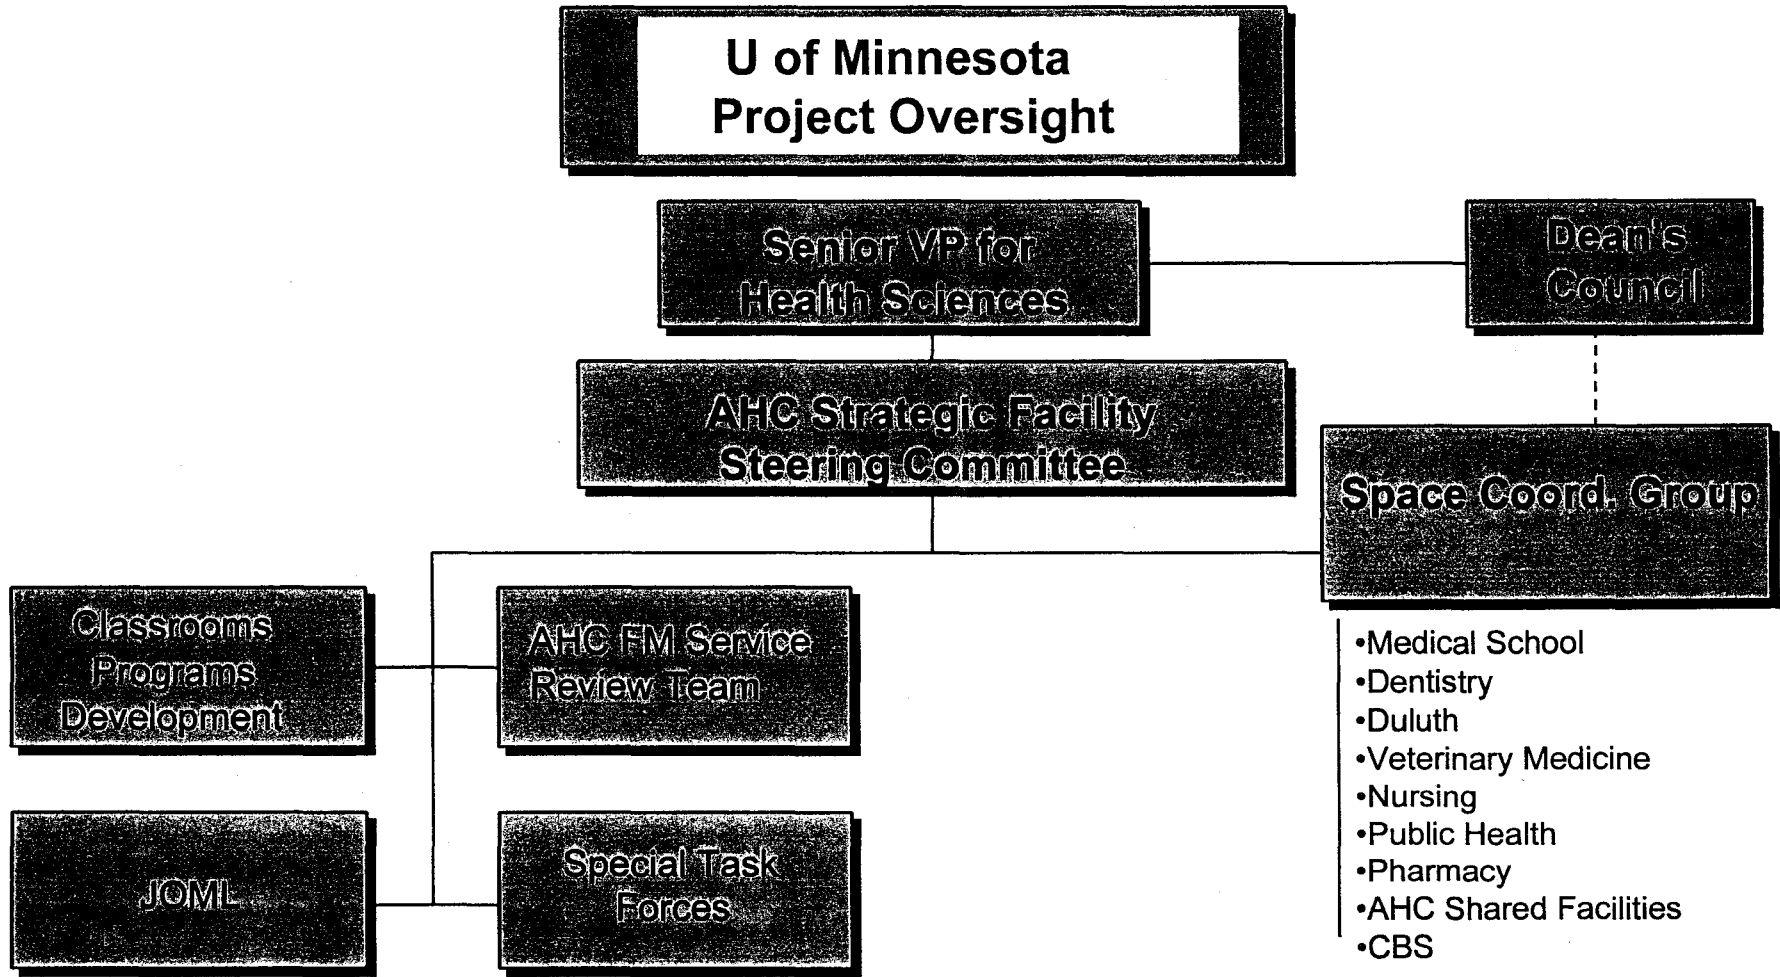 U of Minnesota
Project Oversight
Senior VP for
Health Sciences
Dean's
Council
AHC Strategic Facility
Steering Committee
Space Coord. Group
Classrooms
Programs
Development
AHC FM Service
Review Team
JOML
Special Task
Forces
•Medical School
•Dentistry
•Duluth
•Veterinary Medicine
•Nursing
•Public Health
•Pharmacy
•AHC Shared Facilities
•CBS